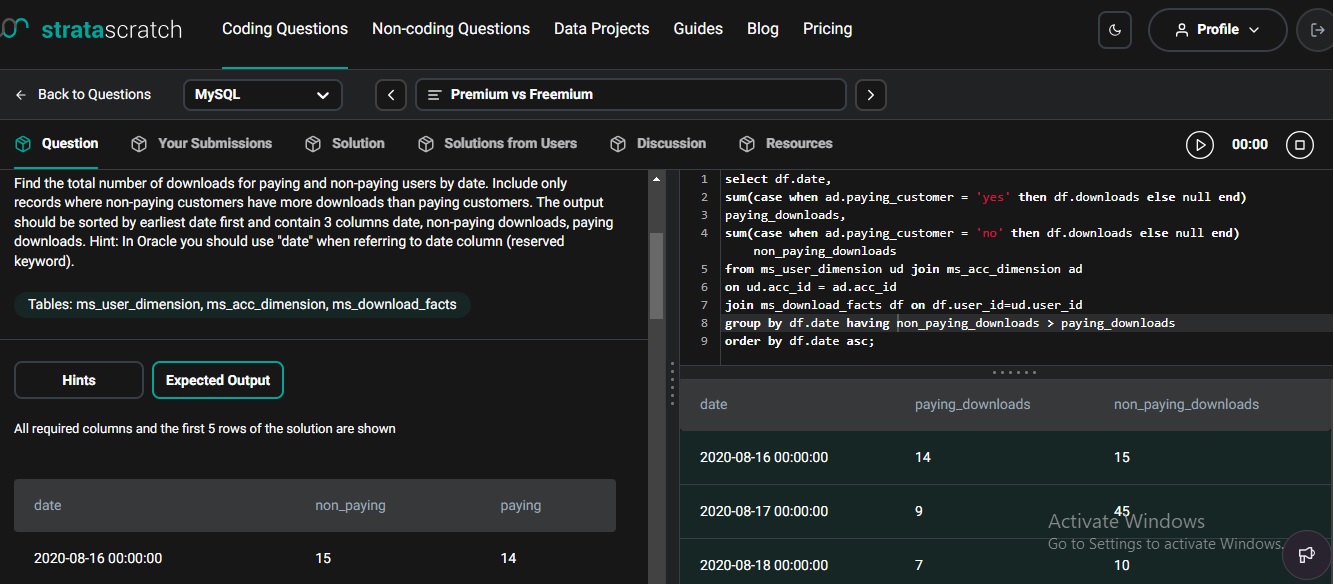 stratascratch
Coding Questions
Non-coding Questions
Data Projects
Guides
Blog
Pricing
Profile
Back to Questions
MySQL
Premium vs Freemium
Question
Your Submissions
Solution
Solutions from Users
Discussion
Resources
00:00
Find the total number of downloads for paying and non-paying users by date. Include only
records where non-paying customers have more downloads than paying customers. The output
should be sorted by earliest date first and contain 3 columns date, non-paying downloads, paying
downloads. Hint: In Oracle you should use "date" when referring to date column (reserved
keyword).
Tables: ms_user_dimension, ms_acc_dimension, ms_download_facts
Hints
Expected Output
All required columns and the first 5 rows of the solution are shown
date non_paying paying
2020-08-16 00:00:00 15 14
1 select df.date,
2 sum(case when ad.paying_customer = 'yes' then df.downloads else null end)
3 paying_downloads,
4 sum(case when ad.paying_customer = 'no' then df.downloads else null end)
non_paying_downloads
5 from ms_user_dimension ud join ms_acc_dimension ad
6 on ud.acc_id = ad.acc_id
7 join ms_download_facts df on df.user_id=ud.user_id
8 group by df.date having non_paying_downloads > paying_downloads
9 order by df.date asc;
date paying_downloads non_paying_downloads
2020-08-16 00:00:00 14 15
2020-08-17 00:00:00 9 45
2020-08-18 00:00:00 7 10
Activate Windows
Go to Settings to activate Windows.